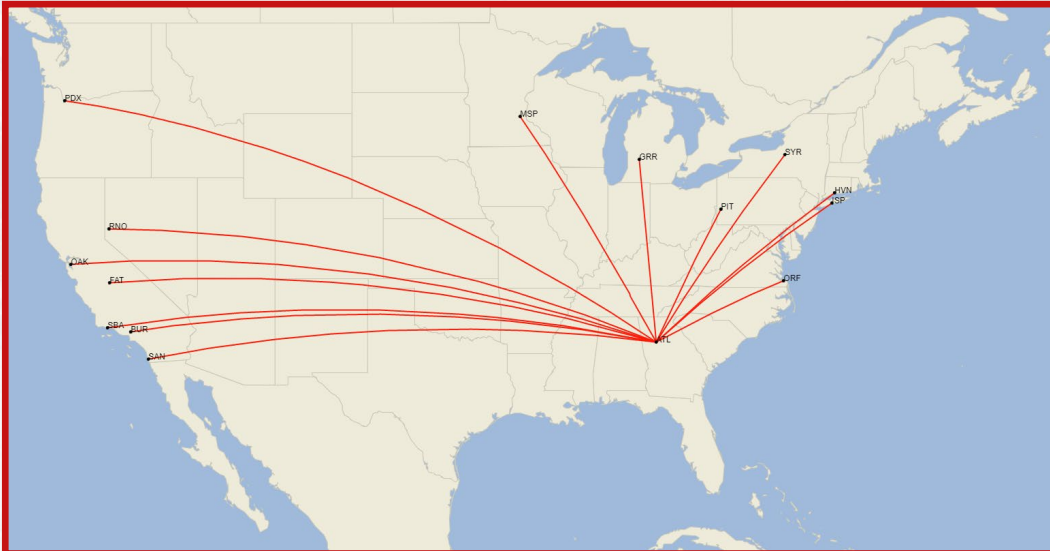 PDX
MSP
SYR
GRR
HVN
ISP
PIT
RNO
OAK
ORF
FAT
SBA
BUR
ATL
SAN